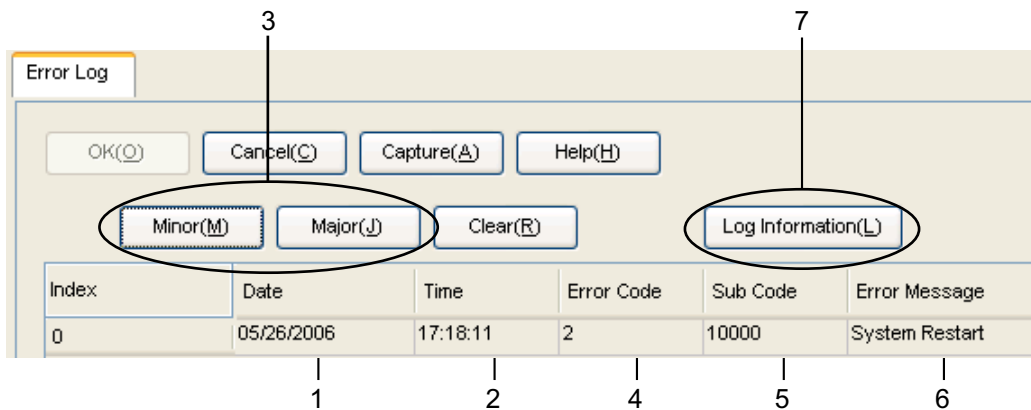 3 7
Error Log
OK(O) Cancel(C) Capture(A) Help(H)
Minor(M) Major(J) Clear(R) Log Information(L)
Index Date Time Error Code Sub Code Error Message
0 05/26/2006 17:18:11 2 10000 System Restart
1 2 4 5 6